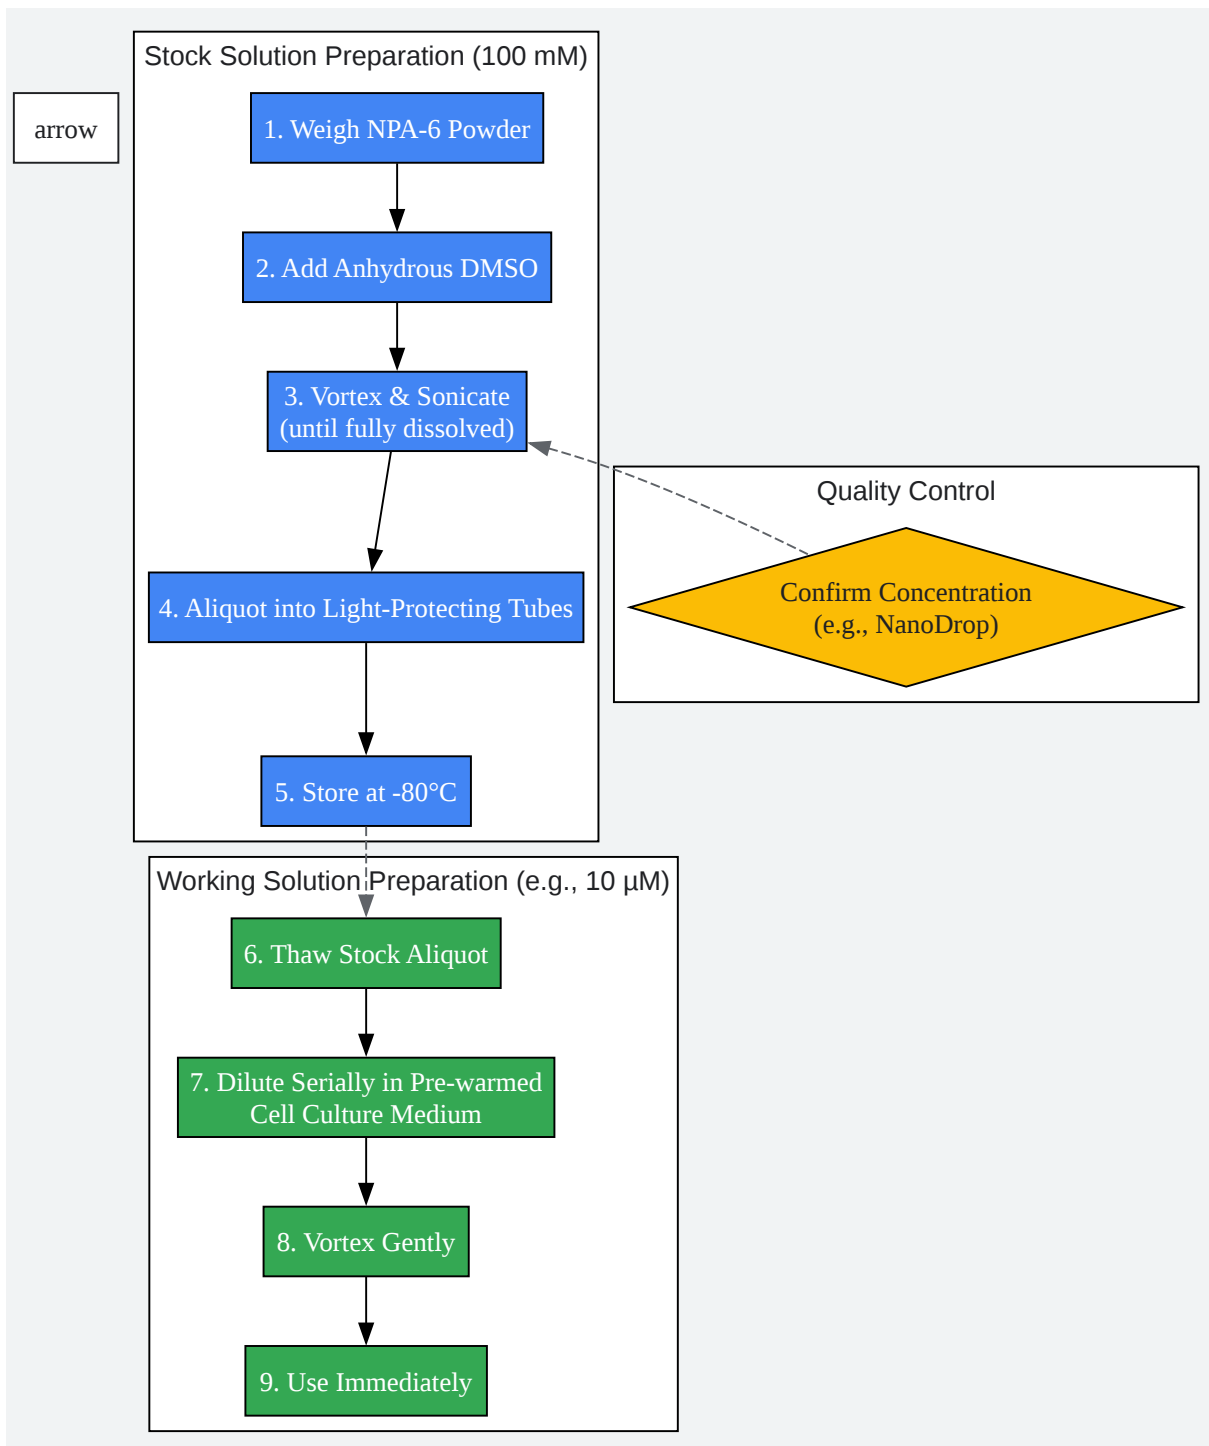 Stock Solution Preparation (100 mM)
arrow
1. Weigh NPA-6 Powder
2. Add Anhydrous DMSO
3. Vortex & Sonicate
(until fully dissolved)
Quality Control
Confirm Concentration
(e.g., NanoDrop)
4. Aliquot into Light-Protecting Tubes
5. Store at -80°C
Working Solution Preparation (e.g., 10 µM)
6. Thaw Stock Aliquot
7. Dilute Serially in Pre-warmed
Cell Culture Medium
8. Vortex Gently
9. Use Immediately